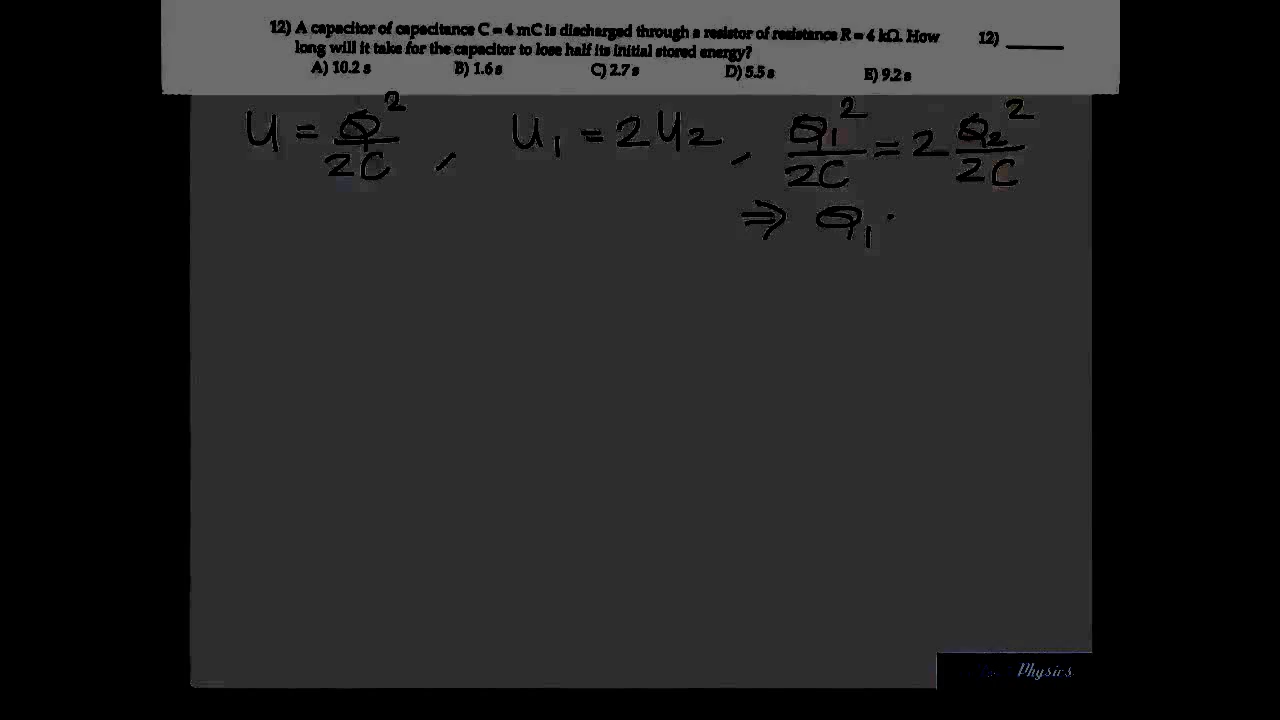 12) A capacitor of capacitance C = 4 mC is discharged through a resistor of resistance R = 4 kΩ. How 12) ______
long will it take for the capacitor to lose half its initial stored energy?
A) 10.2 s B) 1.6 s C) 2.7 s D) 5.5 s E) 9.2 s
U = Q²/2C , U₁ = 2U₂ , Q₁²/2C = 2 Q₂²/2C
⇒ Q₁
Physics